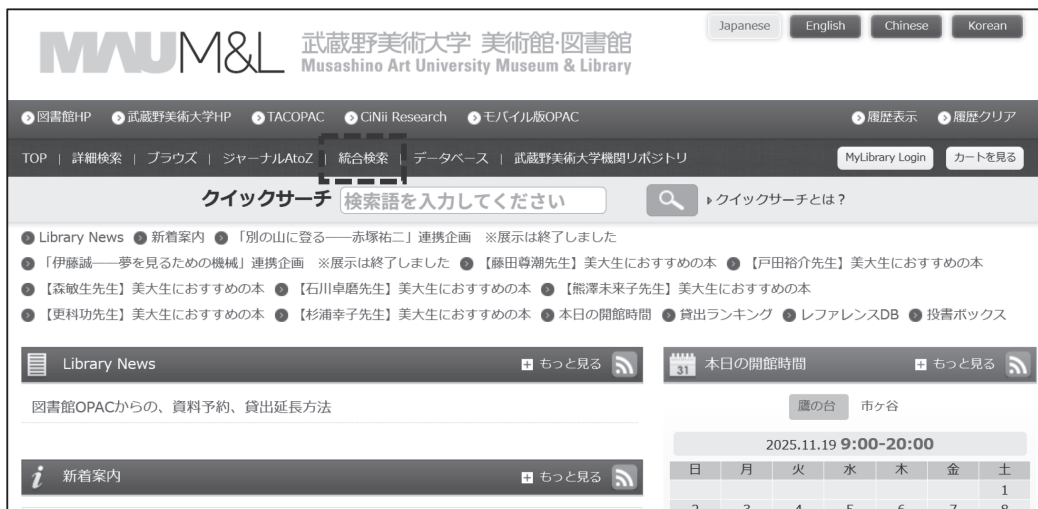 Japanese English Chinese Korean
MAU M&L 武蔵野美術大学 美術館·図書館
Musashino Art University Museum & Library
図書館HP 武蔵野美術大学HP TACOPAC CiNii Research モバイル版OPAC 履歴表示 履歴クリア
TOP | 詳細検索 | ブラウズ | ジャーナルAtoZ | 統合検索 | データベース | 武蔵野美術大学機関リポジトリ MyLibrary Login カートを見る
クイックサーチ 検索語を入力してください クイックサーチとは？
Library News 新着案内 「別の山に登る――赤塚祐二」連携企画 ※展示は終了しました
「伊藤誠――夢を見るための機械」連携企画 ※展示は終了しました 【藤田尊潮先生】美大生におすすめの本 【戸田裕介先生】美大生におすすめの本
【森敏生先生】美大生におすすめの本 【石川卓磨先生】美大生におすすめの本 【熊澤未来子先生】美大生におすすめの本
【更科功先生】美大生におすすめの本 【杉浦幸子先生】美大生におすすめの本 本日の開館時間 貸出ランキング レファレンスDB 投書ボックス
Library News もっと見る 31 本日の開館時間 もっと見る
図書館OPACからの、資料予約、貸出延長方法 鷹の台 市ヶ谷
2025.11.19 9:00-20:00
新着案内 もっと見る 日 月 火 水 木 金 土
1
2 3 4 5 6 7 8